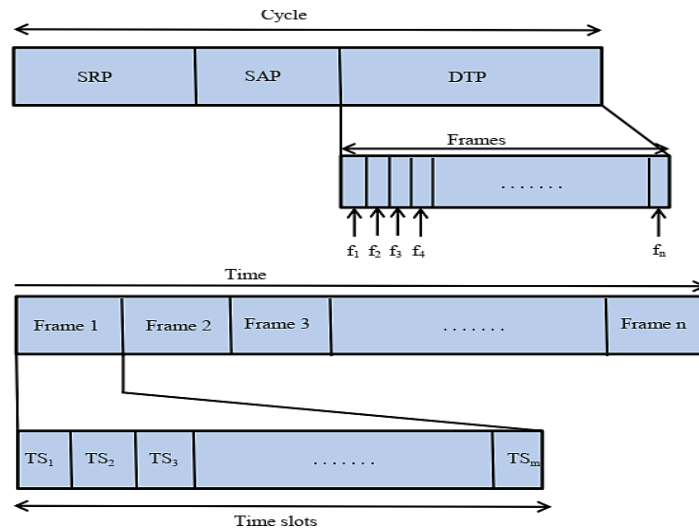 Cycle
SRP SAP DTP
Frames
. . . . . . .
f₁ f₂ f₃ f₄ fₙ
Time
Frame 1 Frame 2 Frame 3 . . . . . . . Frame n
TS₁ TS₂ TS₃ . . . . . . . TSₘ
Time slots